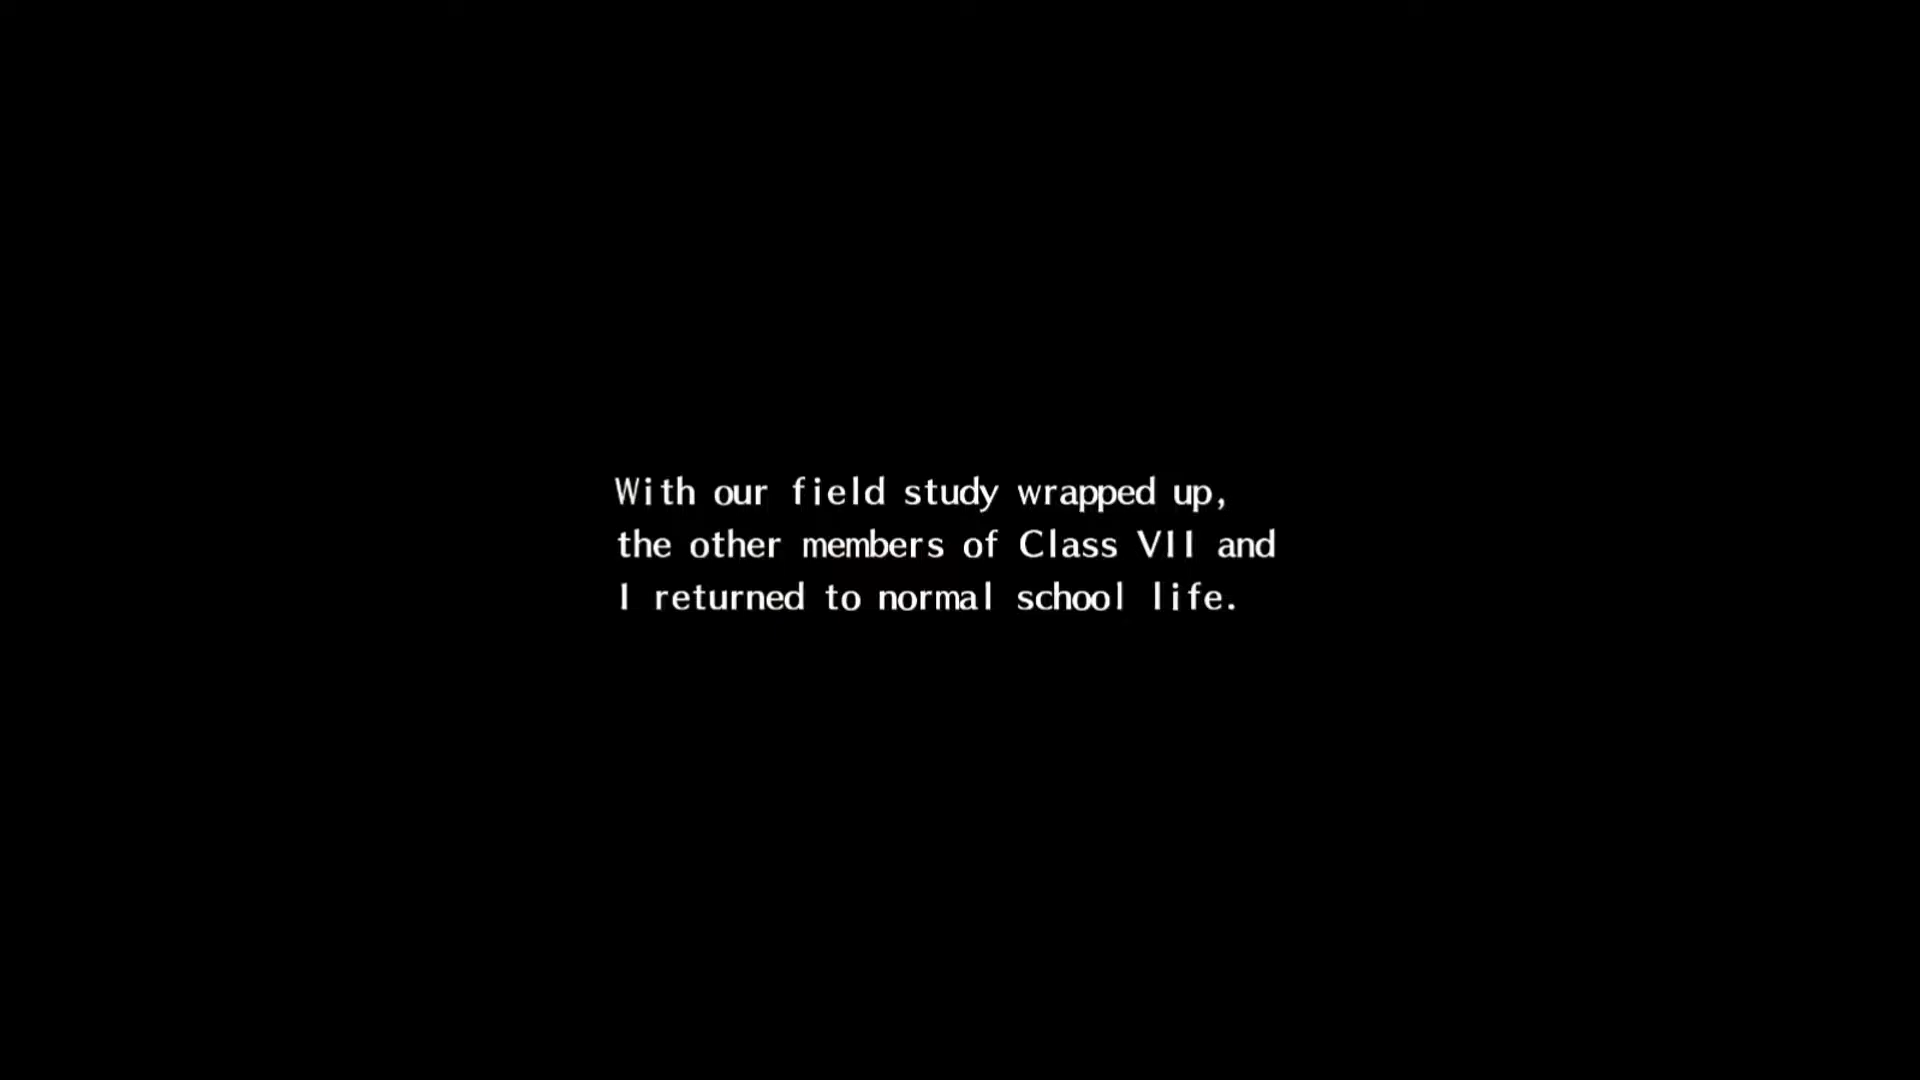 With our field study wrapped up,
the other members of Class VII and
I returned to normal school life.